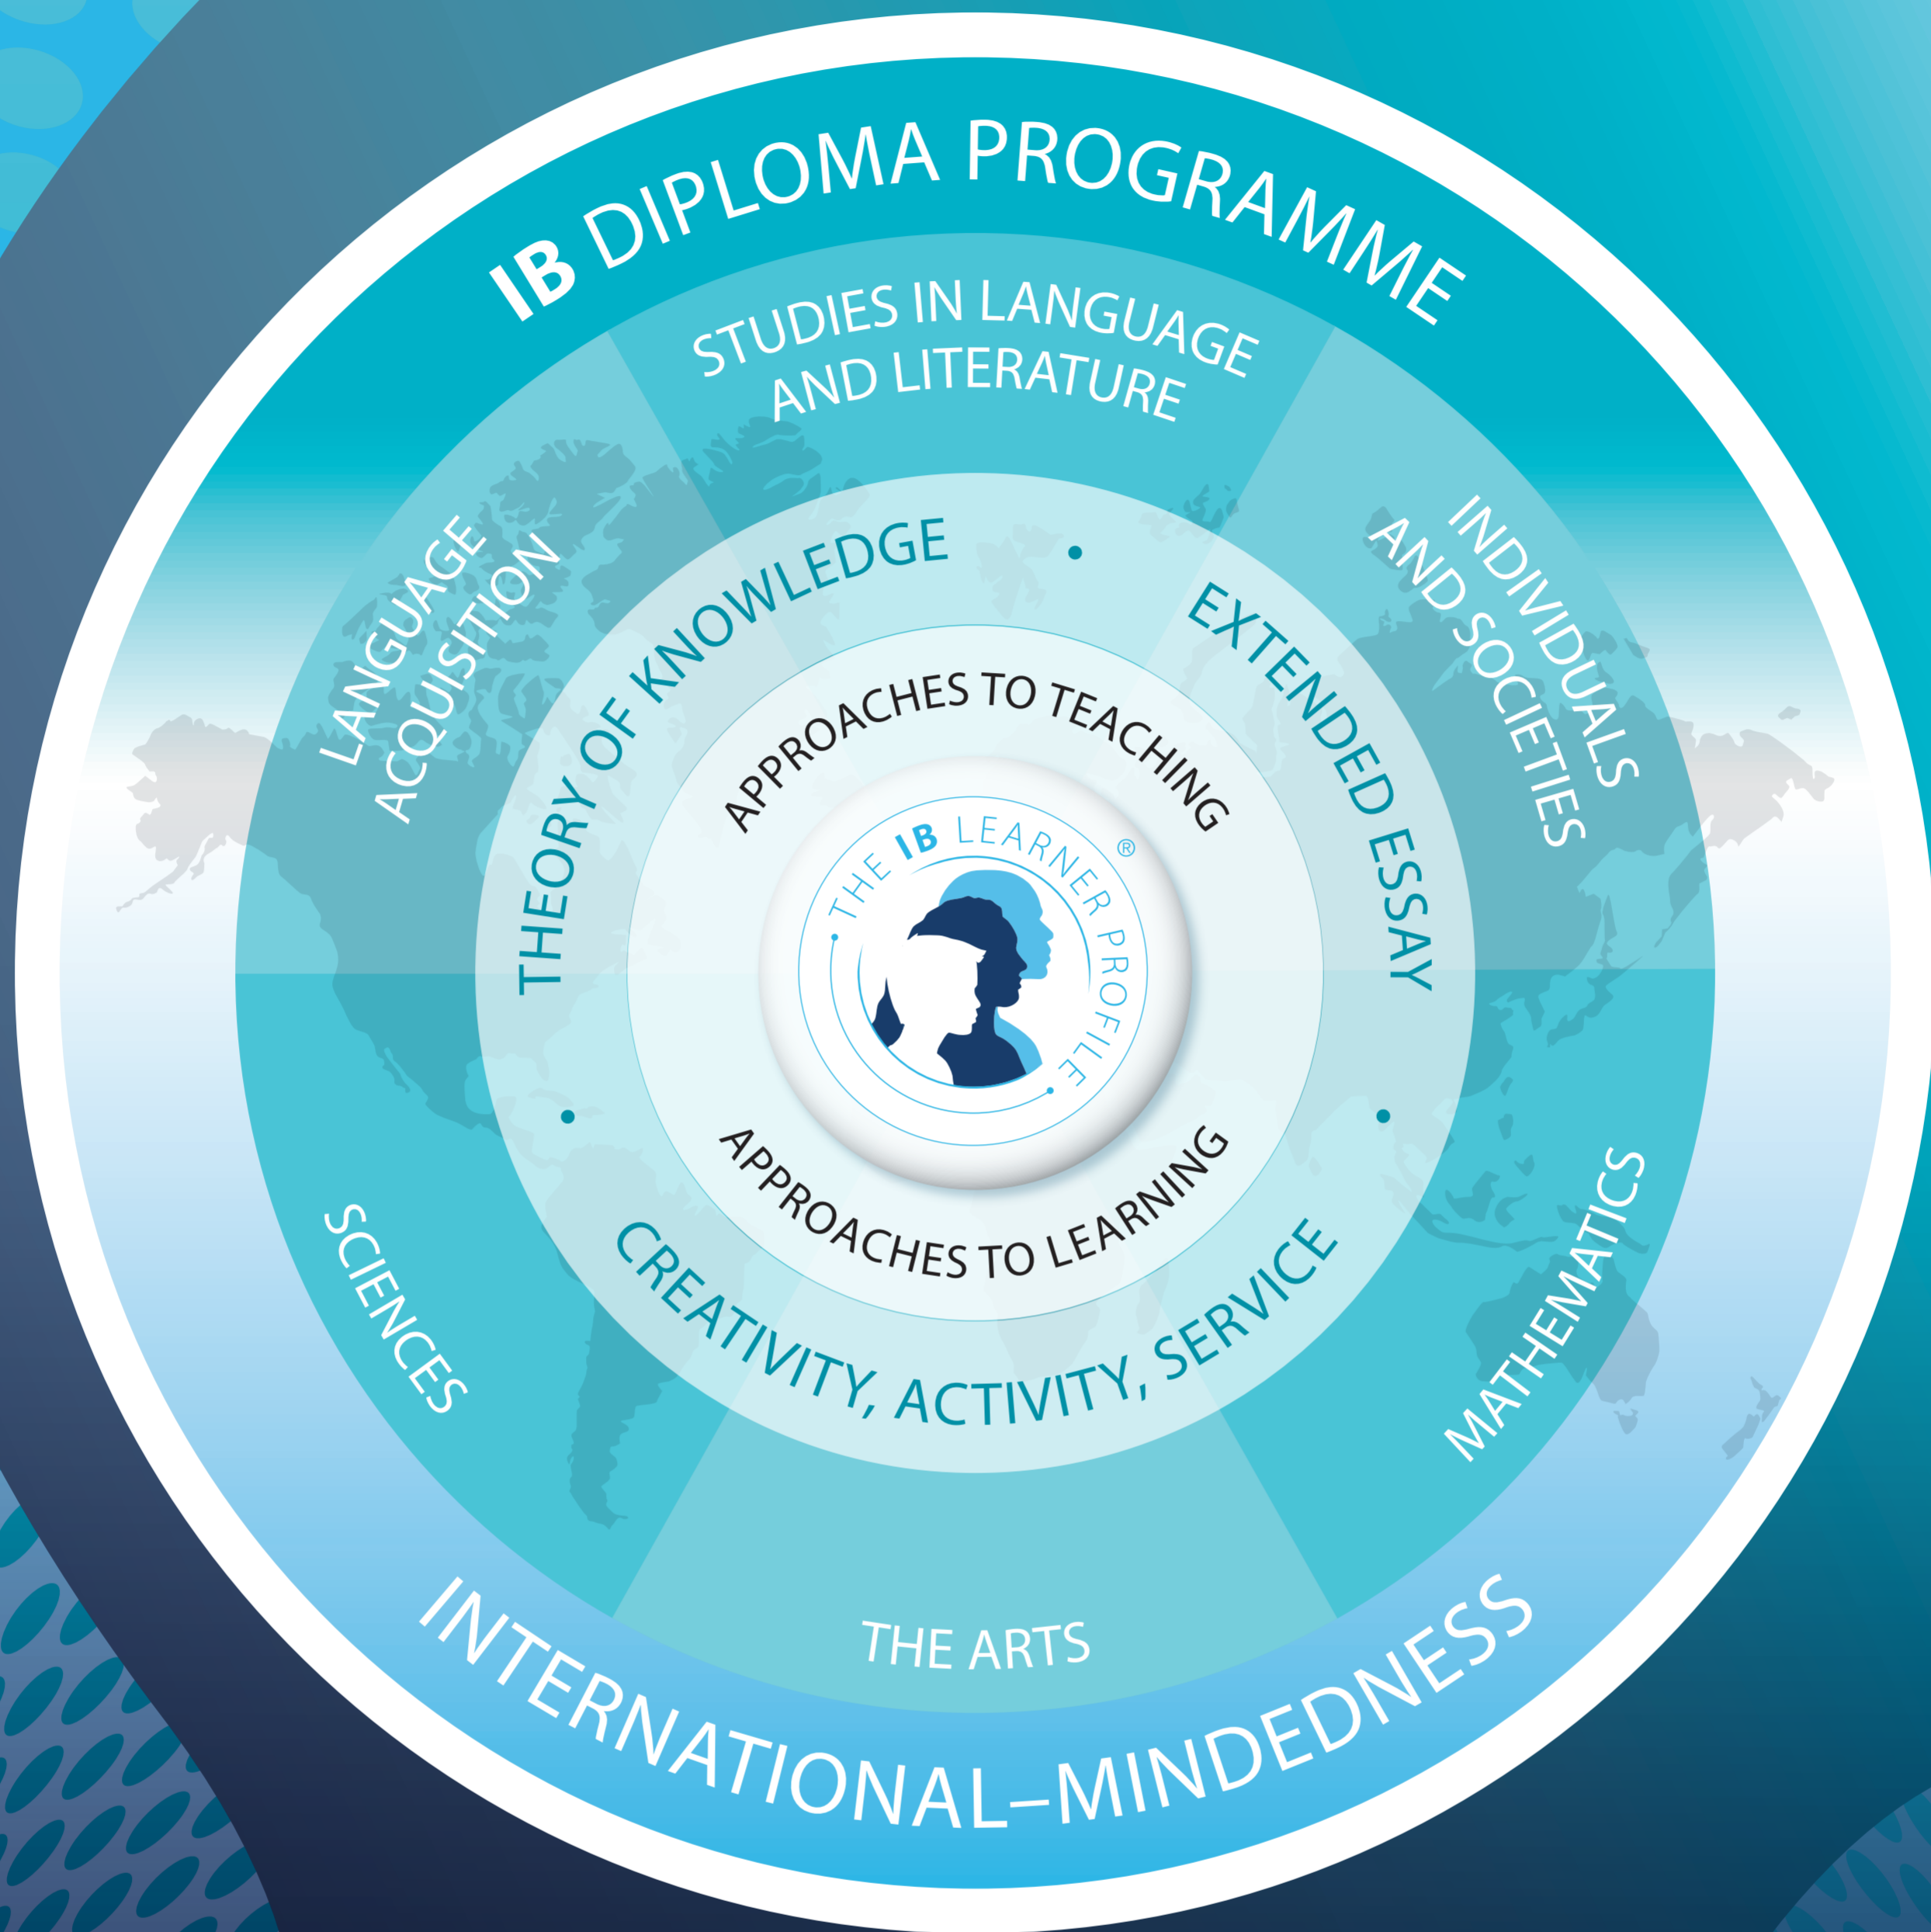 IB DIPLOMA PROGRAMME
STUDIES IN LANGUAGE
AND LITERATURE
LANGUAGE
ACQUISITION
INDIVIDUALS
AND SOCIETIES
THEORY OF KNOWLEDGE
EXTENDED ESSAY
APPROACHES TO TEACHING
THE IB LEARNER PROFILE ®
APPROACHES TO LEARNING
CREATIVITY, ACTIVITY, SERVICE
SCIENCES
MATHEMATICS
THE ARTS
INTERNATIONAL–MINDEDNESS